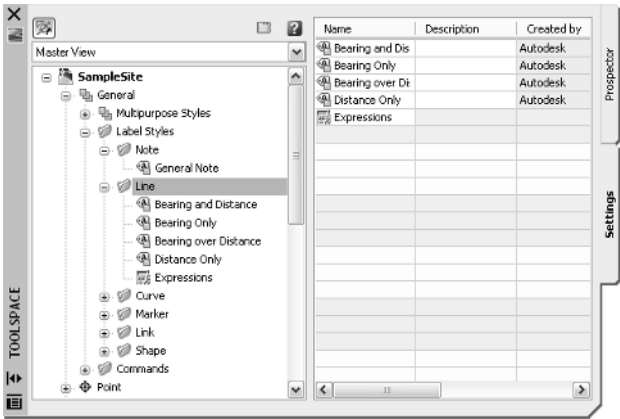 Master View
SampleSite
General
Multipurpose Styles
Label Styles
Note
General Note
Line
Bearing and Distance
Bearing Only
Bearing over Distance
Distance Only
Expressions
Curve
Marker
Link
Shape
Commands
Point
Name Description Created by
Bearing and Dis Autodesk
Bearing Only Autodesk
Bearing over Di Autodesk
Distance Only Autodesk
Expressions
Prospector
Settings
TOOLSPACE